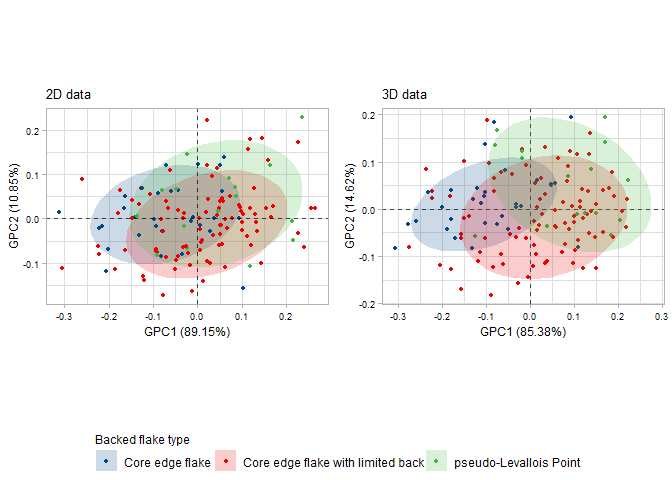 2D data
3D data
GPC2 (10.85%)
0.2
0.1
0.0
-0.1
-0.3
-0.2
-0.1
0.0
0.1
0.2
GPC1 (89.15%)
GPC2 (14.62%)
0.2
0.1
0.0
-0.1
-0.2
-0.3
-0.2
-0.1
0.0
0.1
0.2
0.3
GPC1 (85.38%)
Backed flake type
Core edge flake
Core edge flake with limited back
pseudo-Levallois Point